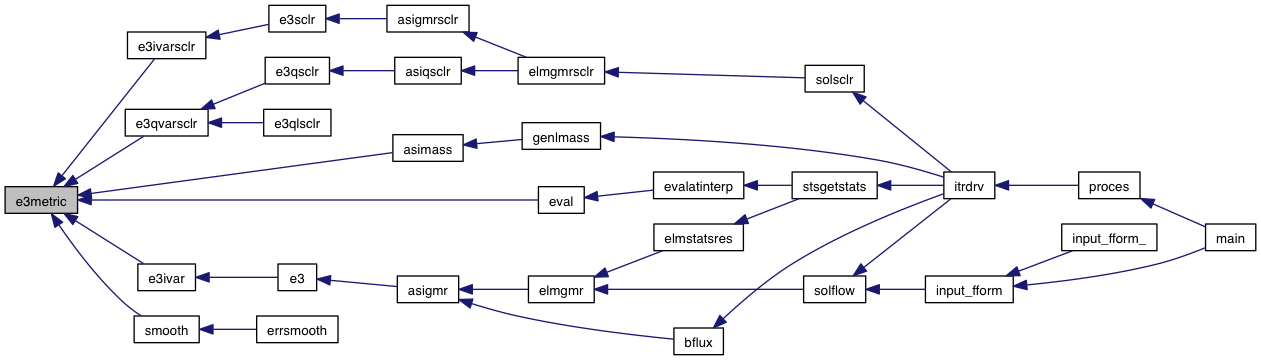 e3sclr
asigmrsclr
e3ivarsclr
e3qsclr
asiqsclr
elmgmrsclr
solsclr
e3qvarsclr
e3qlsclr
asimass
genlmass
e3metric
eval
evalatinterp
stsgetstats
itrdrv
proces
elmstatsres
input_fform_
main
e3ivar
e3
asigmr
elmgmr
solflow
input_fform
smooth
errsmooth
bflux